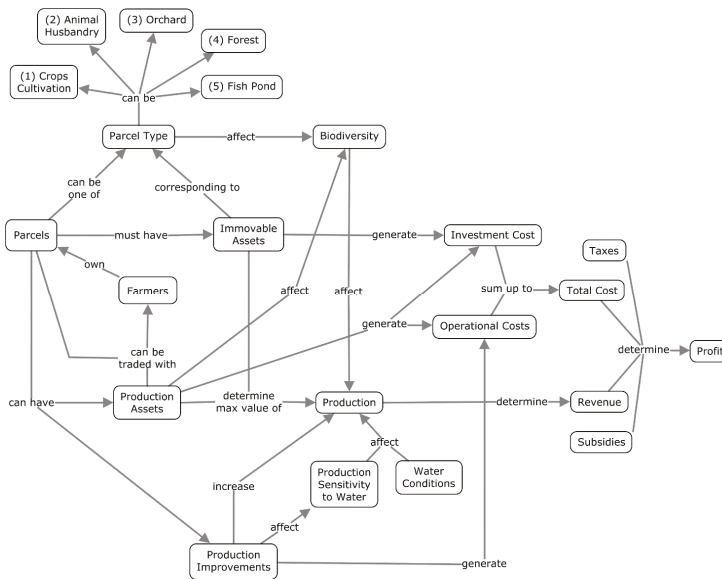 (2) Animal
Husbandry
(3) Orchard
(4) Forest
(1) Crops
Cultivation
(5) Fish Pond
can be
Parcel Type
affect
Biodiversity
can be
one of
corresponding to
Parcels
must have
Immovable
Assets
generate
Investment Cost
Taxes
own
Farmers
affect
affect
sum up to
Total Cost
generate
Operational Costs
can be
traded with
determine
Profit
can have
Production
Assets
determine
max value of
Production
determine
Revenue
affect
Subsidies
increase
Production
Sensitivity
to Water
Water
Conditions
affect
Production
Improvements
generate